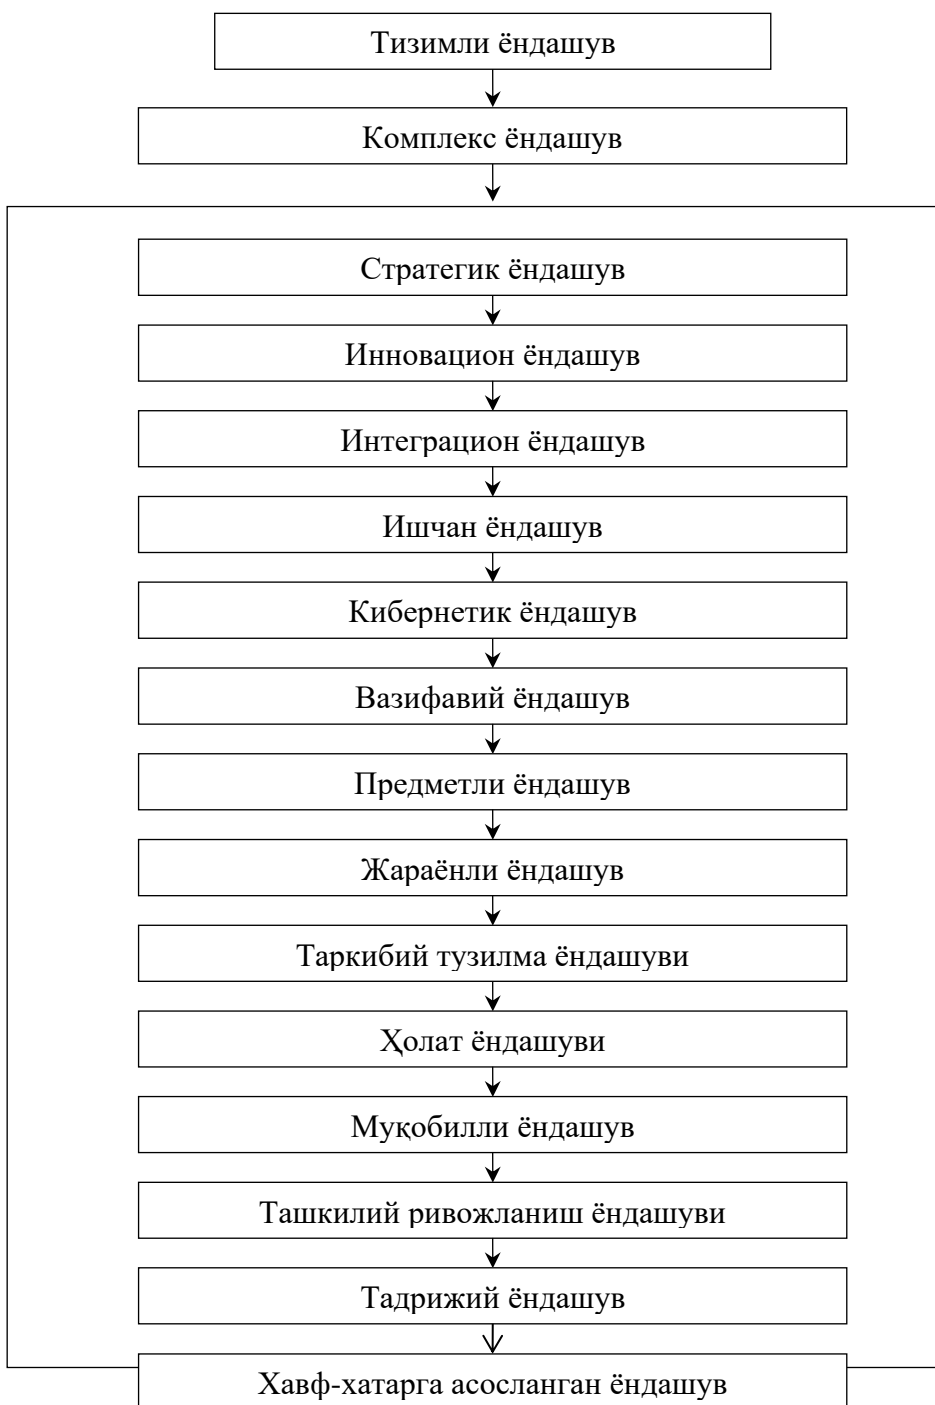 Тизимли ёндашув
Комплекс ёндашув
Стратегик ёндашув
Инновацион ёндашув
Интеграцион ёндашув
Ишчан ёндашув
Кибернетик ёндашув
Вазифавий ёндашув
Предметли ёндашув
Жараёнли ёндашув
Таркибий тузилма ёндашуви
Ҳолат ёндашуви
Муқобилли ёндашув
Ташкилий ривожланиш ёндашуви
Тадрижий ёндашув
Хавф-хатарга асосланган ёндашув